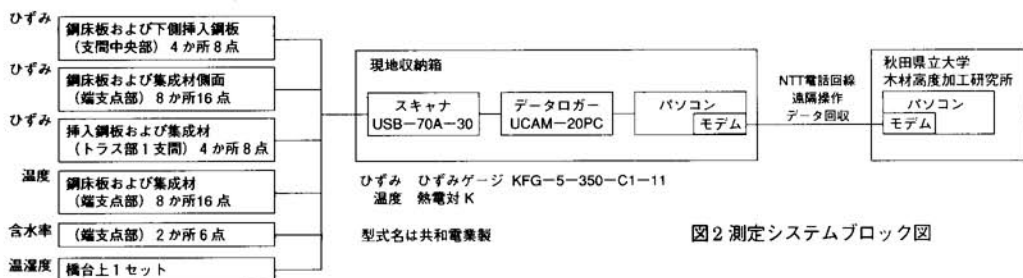 ひずみ
鋼床板および下側挿入鋼板
(支間中央部) 4か所8点
ひずみ
鋼床板および集成材側面
(端支点部) 8か所16点
ひずみ
挿入鋼板および集成材
(トラス部1支間) 4か所8点
温度
鋼床板および集成材
(端支点部) 8か所16点
含水率
(端支点部) 2か所6点
温湿度
橋台上1セット
現地収納箱
スキャナ
USB-70A-30
データロガー
UCAM-20PC
パソコン
モデム
NTT電話回線
遠隔操作
データ回収
秋田県立大学
木材高度加工研究所
パソコン
モデム
ひずみ ひずみゲージ KFG-5-350-C1-11
温度 熱電対K
型式名は共和電業製
図2 測定システムブロック図